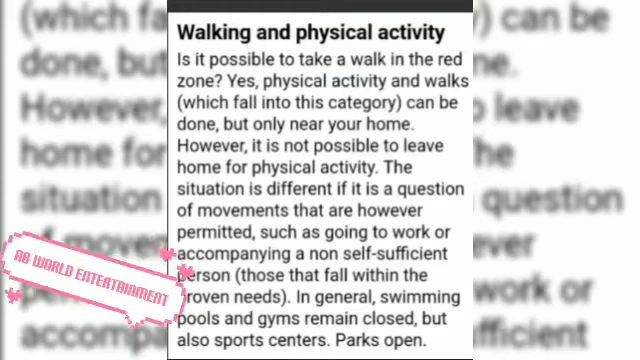 Walking and physical activity
Is it possible to take a walk in the red
zone? Yes, physical activity and walks
(which fall into this category) can be
done, but only near your home.
However, it is not possible to leave
home for physical activity. The
situation is different if it is a question
of movements that are however
permitted, such as going to work or
accompanying a non self-sufficient
person (those that fall within the
proven needs). In general, swimming
pools and gyms remain closed, but
also sports centers. Parks open.
AB WORLD ENTERTAINMENT